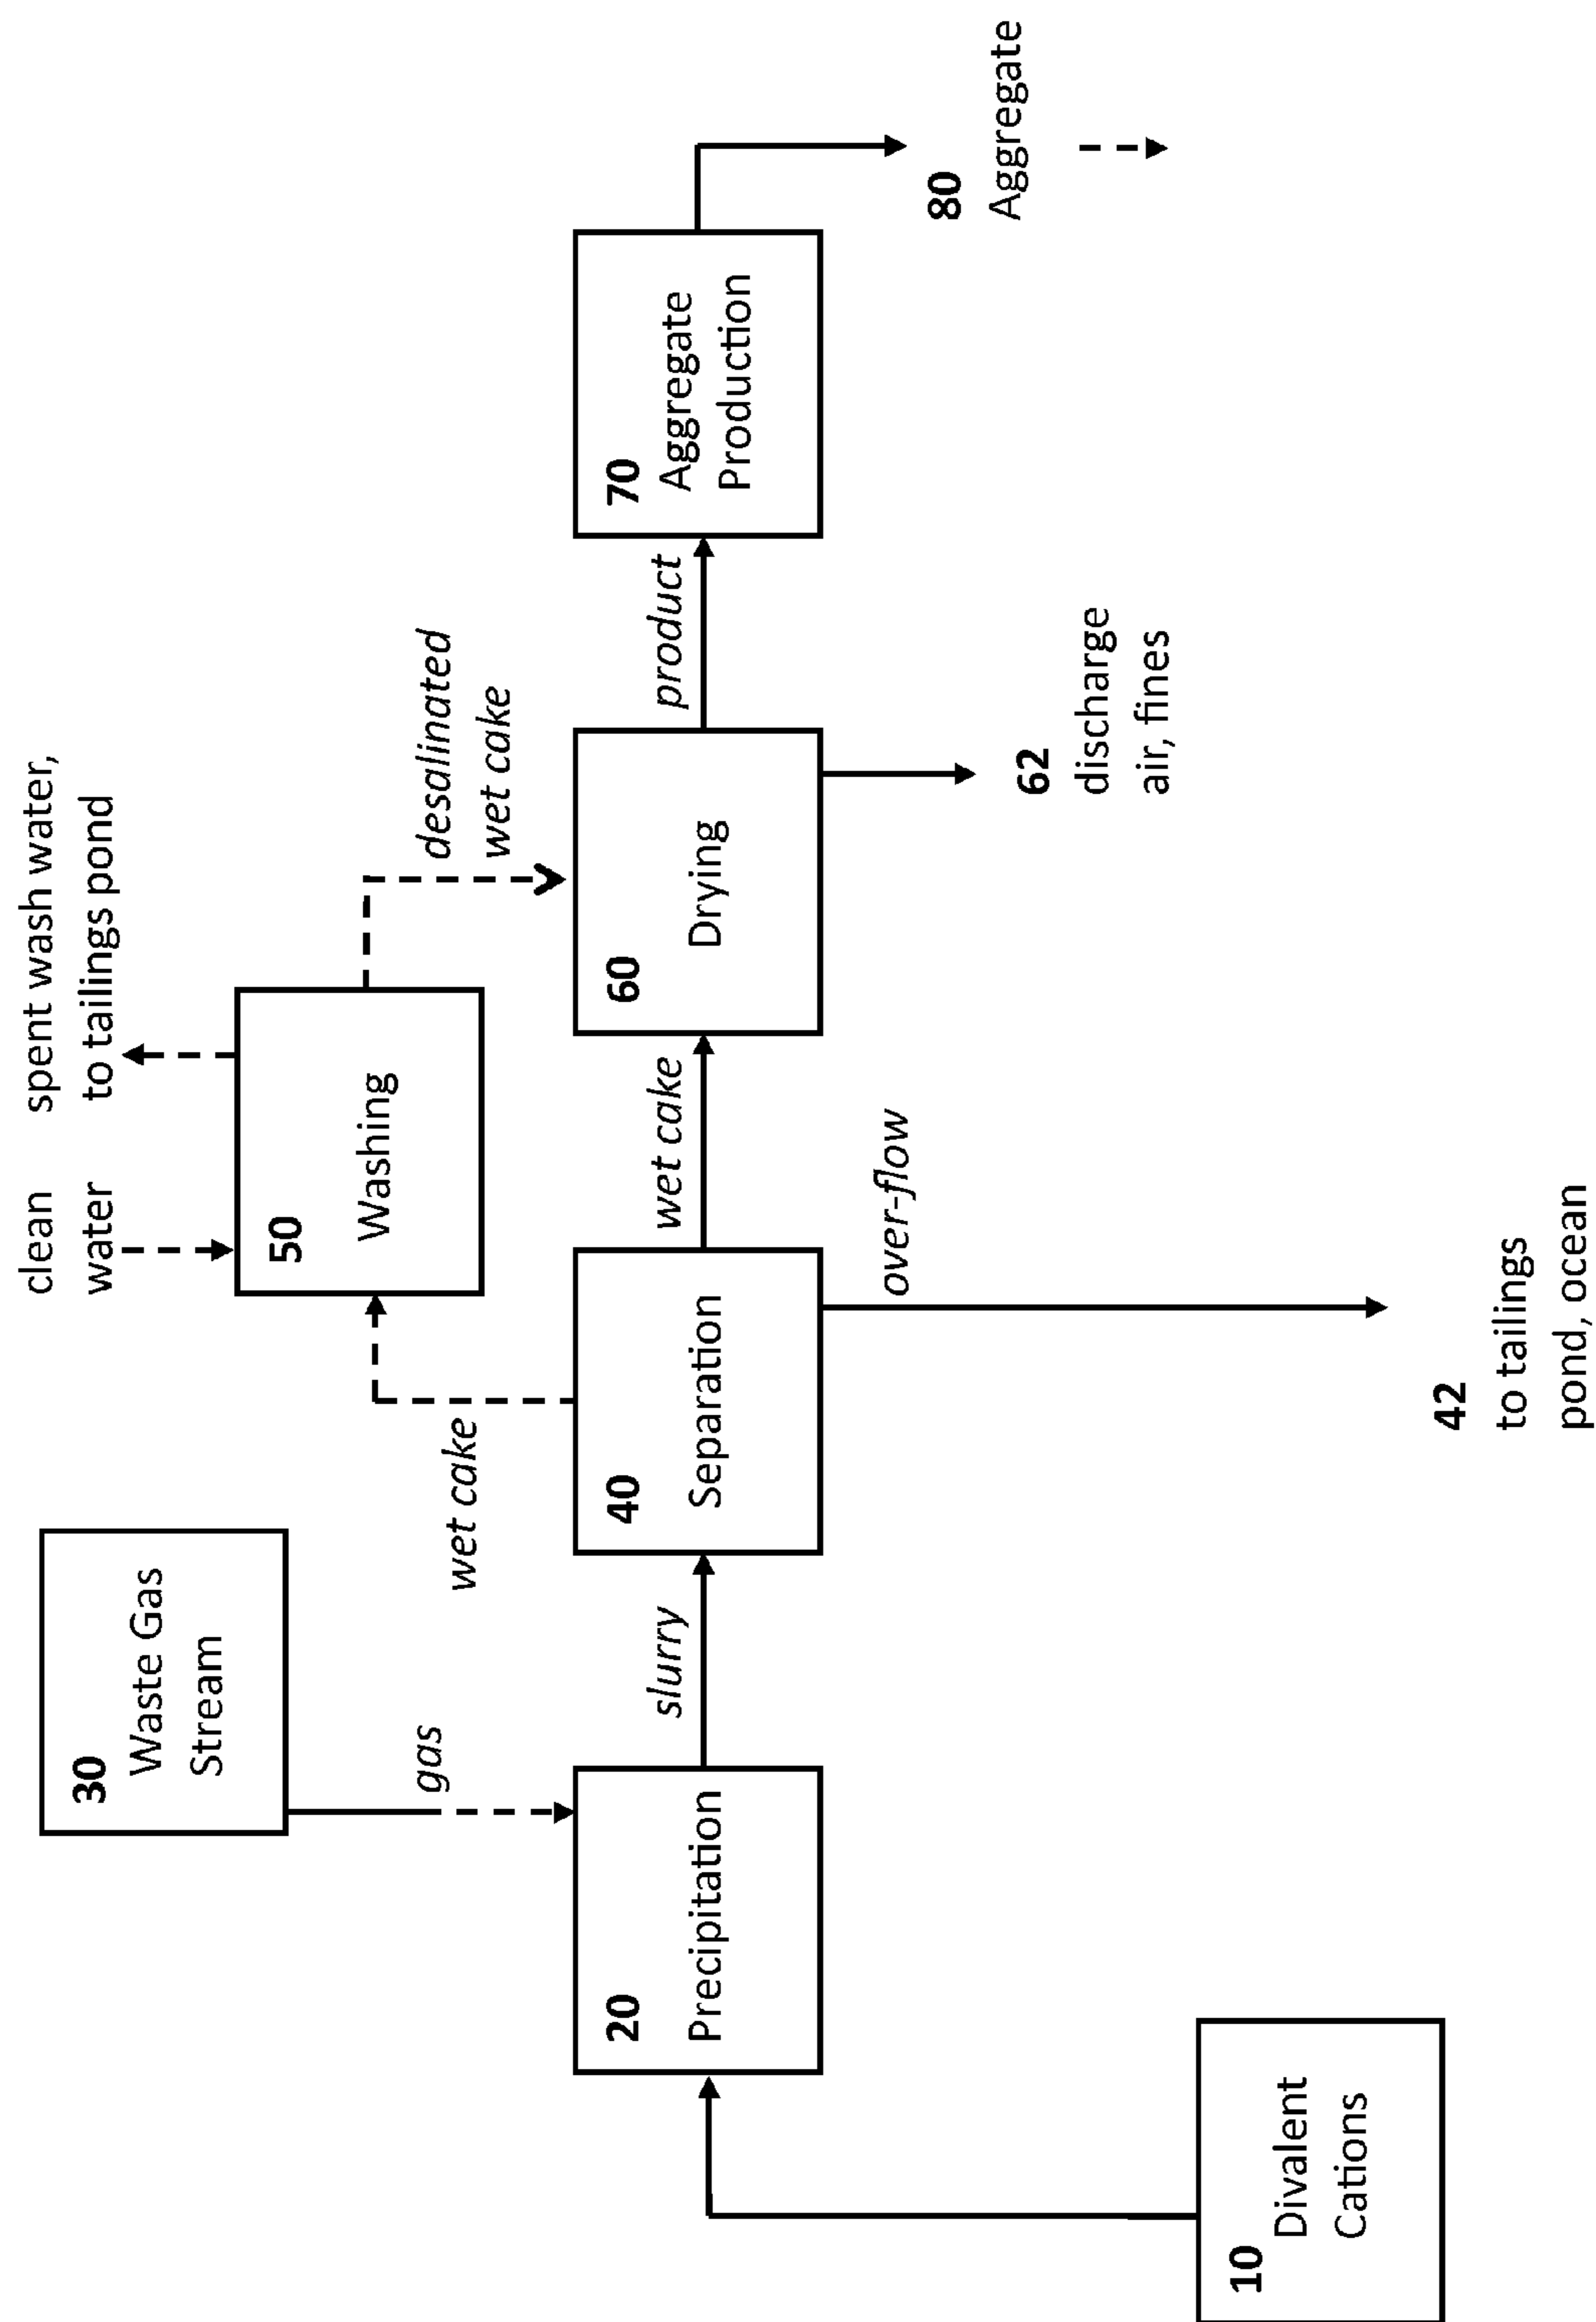 clean
water
spent wash water,
to tailings pond
30
Waste Gas
Stream
50
Washing
gas
wet cake
desalinated
wet cake
20
Precipitation
slurry
40
Separation
wet cake
60
Drying
product
70
Aggregate
Production
over-flow
10
Divalent
Cations
42
to tailings
pond, ocean
62
discharge
air, fines
80
Aggregate